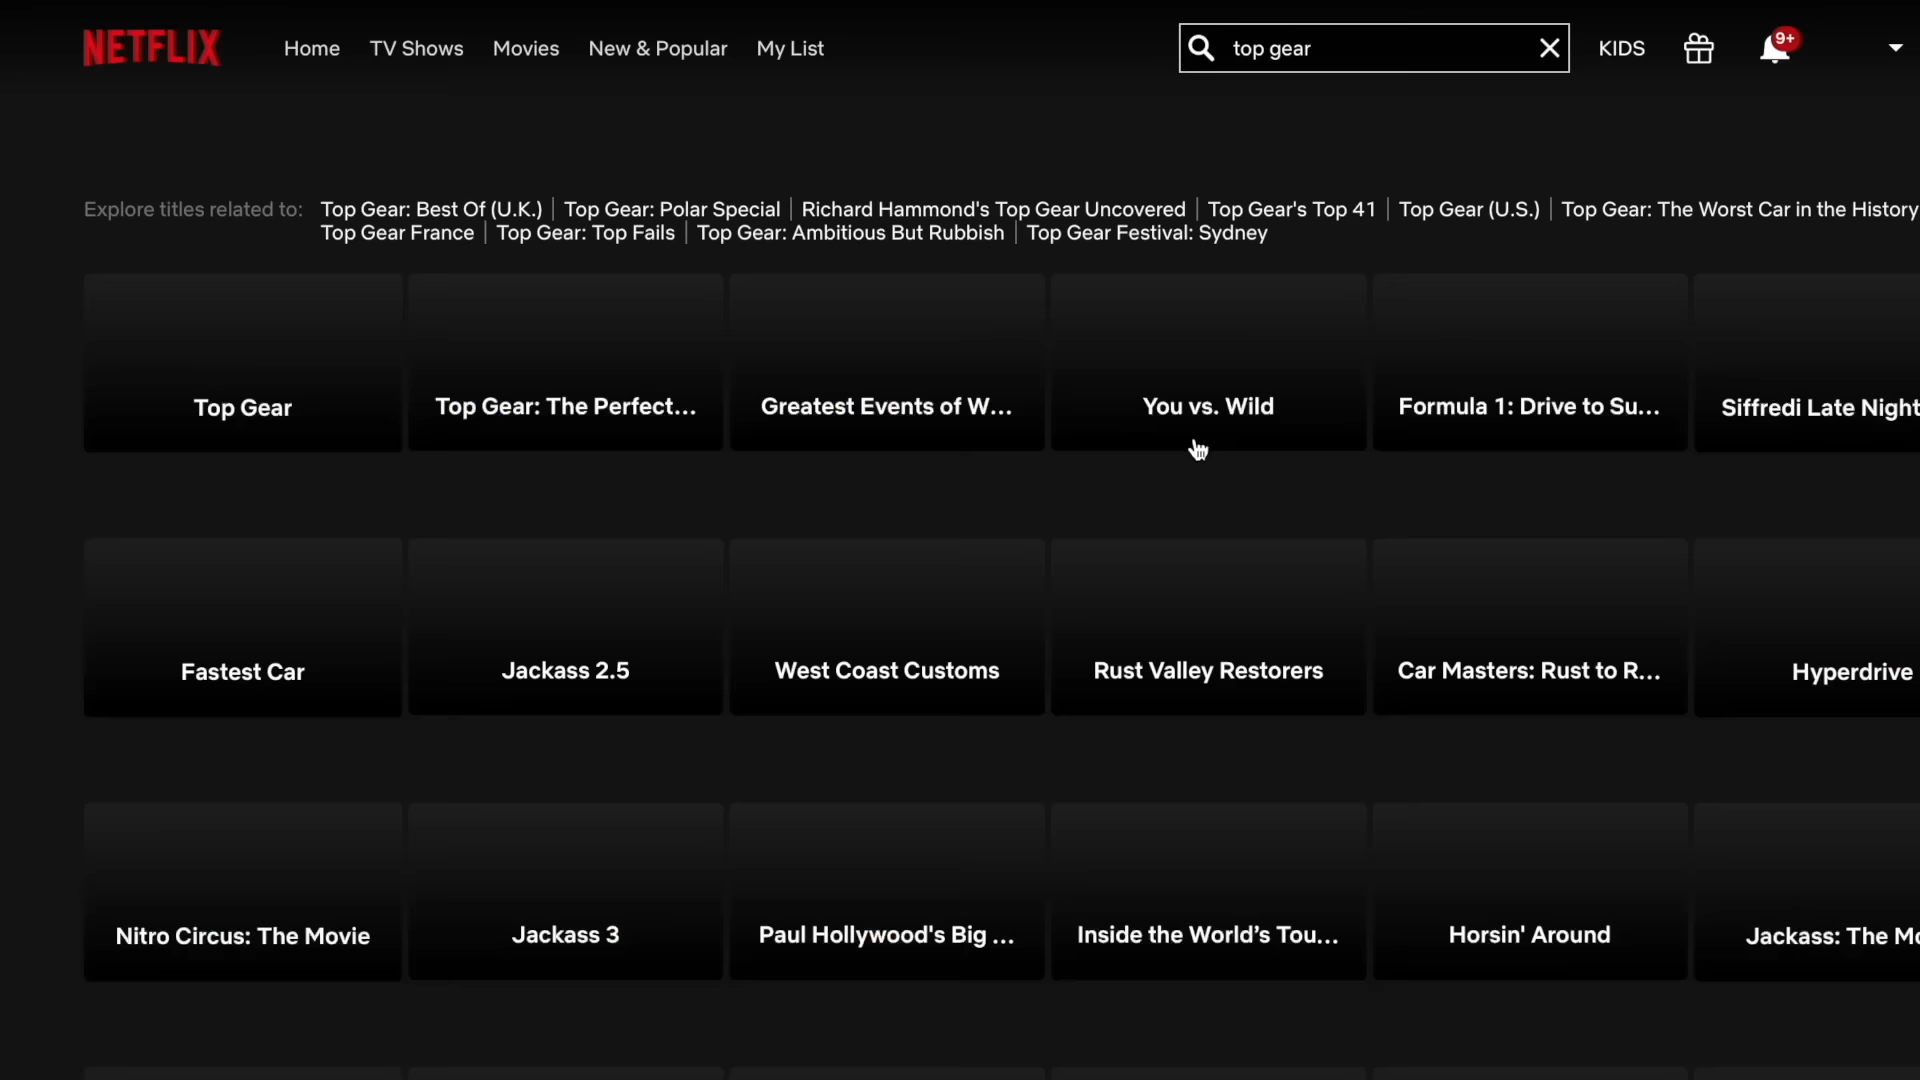 NETFLIX Home TV Shows Movies New & Popular My List top gear KIDS 9+
Explore titles related to: Top Gear: Best Of (U.K.) | Top Gear: Polar Special | Richard Hammond's Top Gear Uncovered | Top Gear's Top 41 | Top Gear (U.S.) | Top Gear: The Worst Car in the History
Top Gear France | Top Gear: Top Fails | Top Gear: Ambitious But Rubbish | Top Gear Festival: Sydney
Top Gear Top Gear: The Perfect... Greatest Events of W... You vs. Wild Formula 1: Drive to Su... Siffredi Late Night
Fastest Car Jackass 2.5 West Coast Customs Rust Valley Restorers Car Masters: Rust to R... Hyperdrive
Nitro Circus: The Movie Jackass 3 Paul Hollywood's Big ... Inside the World’s Tou... Horsin' Around Jackass: The Mo